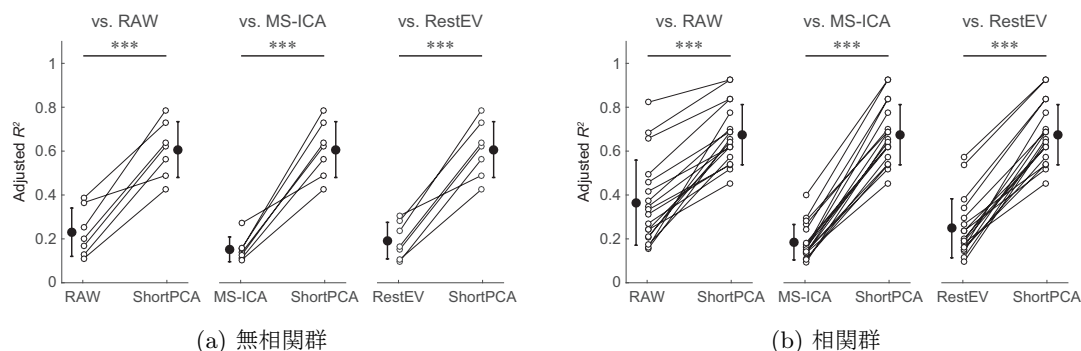 vs. RAW vs. MS-ICA vs. RestEV vs. RAW vs. MS-ICA vs. RestEV
*** *** *** *** *** ***
1 1
0.8 0.8
0.6 0.6
0.4 0.4
0.2 0.2
0 0
Adjusted R² Adjusted R²
RAW ShortPCA MS-ICA ShortPCA RestEV ShortPCA RAW ShortPCA MS-ICA ShortPCA RestEV ShortPCA
(a) 無相関群 (b) 相関群